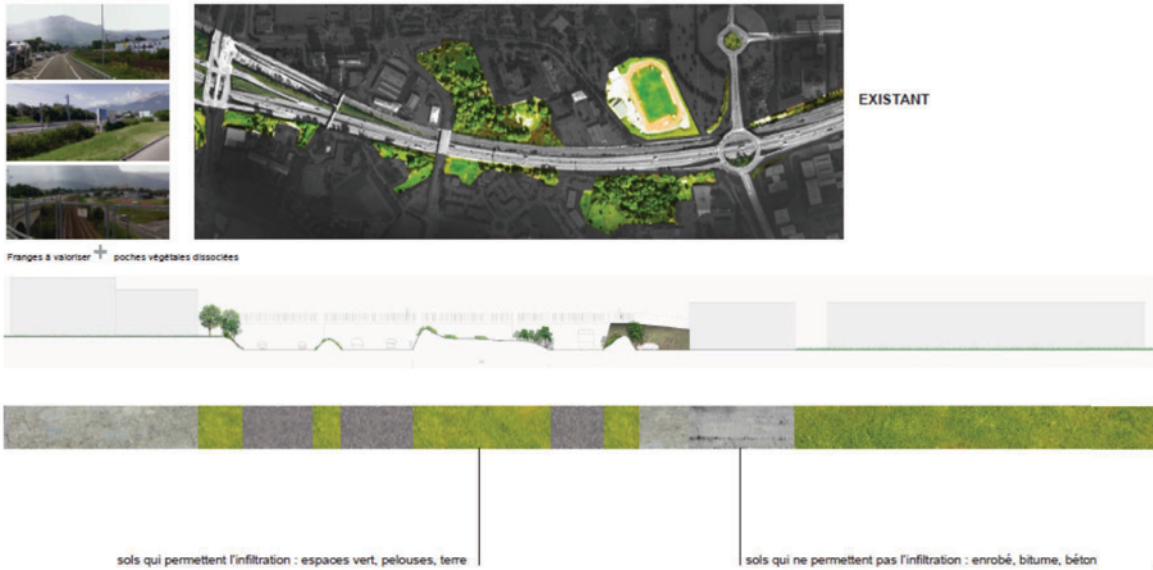 EXISTANT
Franges à valoriser + poches végétales dissociées
sols qui permettent l'infiltration : espaces vert, pelouses, terre
sols qui ne permettent pas l'infiltration : enrobé, bitume, béton